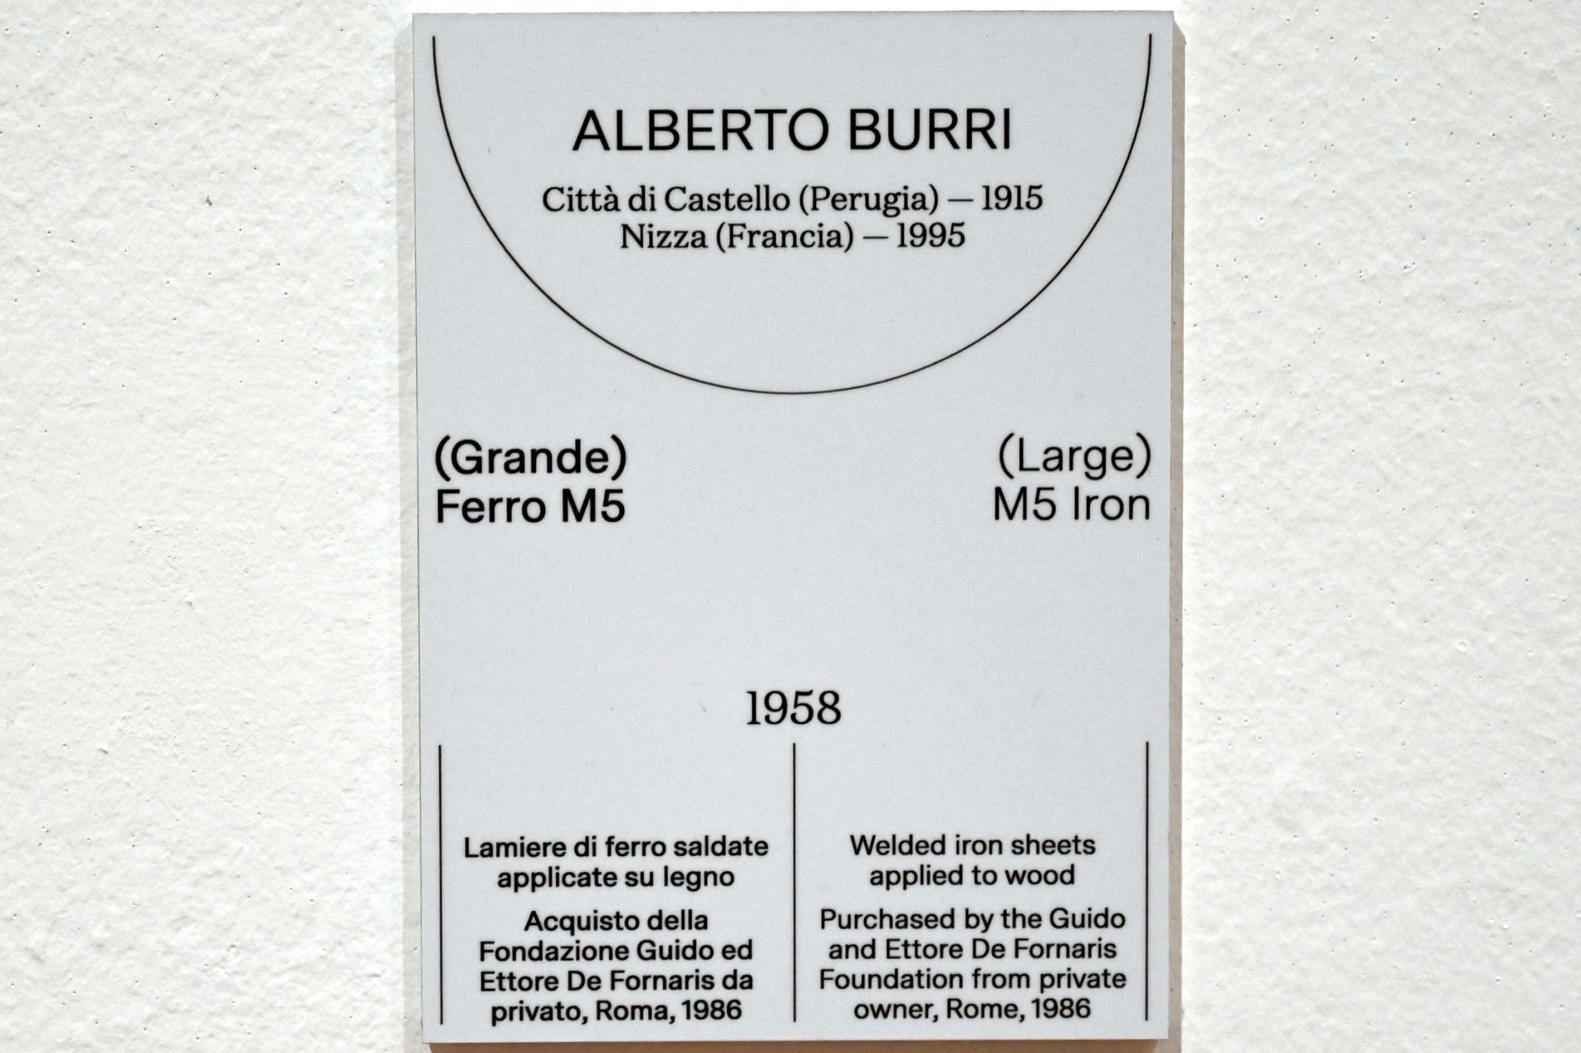 ALBERTO BURRI
Città di Castello (Perugia) — 1915
Nizza (Francia) — 1995
(Grande)
Ferro M5
(Large)
M5 Iron
1958
Lamiere di ferro saldate
applicate su legno
Acquisto della
Fondazione Guido ed
Ettore De Fornaris da
privato, Roma, 1986
Welded iron sheets
applied to wood
Purchased by the Guido
and Ettore De Fornaris
Foundation from private
owner, Rome, 1986